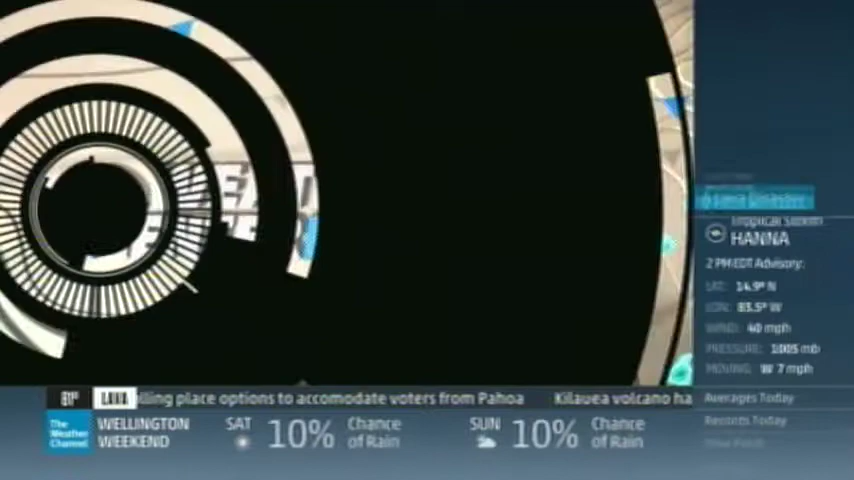 Tropical Storm
HANNA
2 PM EDT Advisory:
LAT: 14.9° N
LON: 83.5° W
WIND: 40 mph
PRESSURE: 1005 mb
MOVING: W 7 mph
Averages Today
Records Today
61°
LAVA
lling place options to accomodate voters from Pahoa
Kilauea volcano ha
The Weather Channel
WELLINGTON WEEKEND
SAT
10%
Chance of Rain
SUN
10%
Chance of Rain